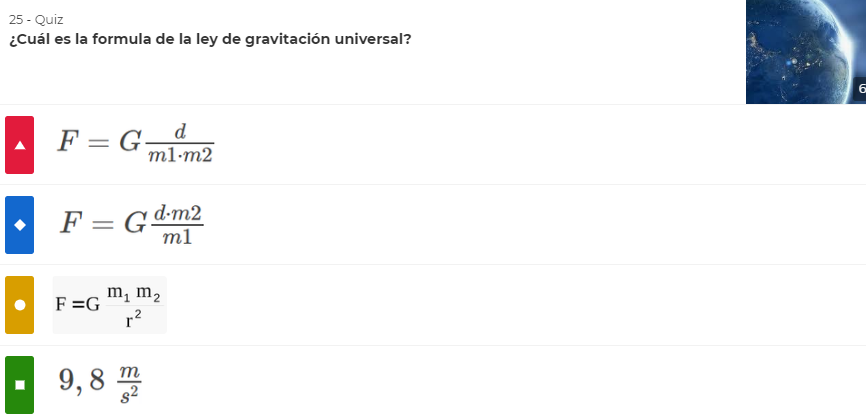 25 - Quiz
¿Cuál es la formula de la ley de gravitación universal?
6
F = G d/(m1·m2)
F = G (d·m2)/m1
F =G (m₁ m₂)/r²
9, 8 m/s²